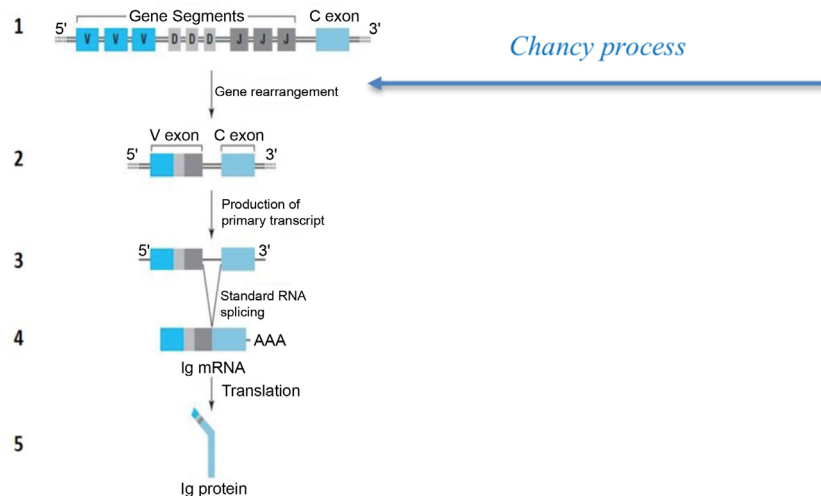 Gene Segments
C exon
1
5'
V V V D D D J J J
3'
Chancy process
Gene rearrangement
V exon
C exon
2
5'
3'
Production of
primary transcript
5'
3'
3
Standard RNA
splicing
4
AAA
Ig mRNA
Translation
5
Ig protein